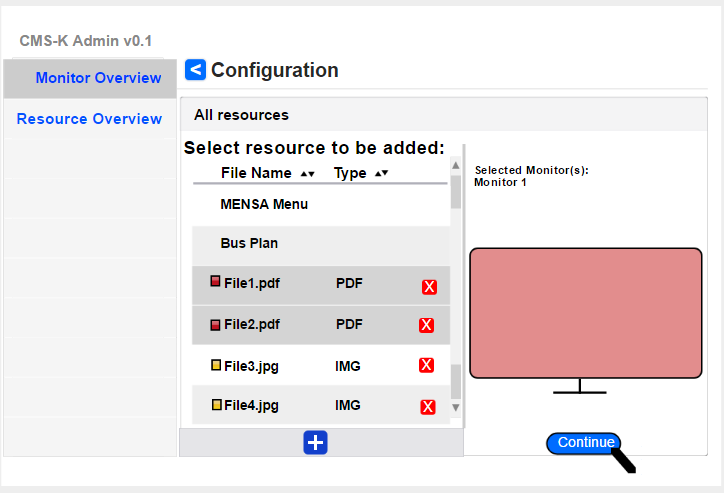 CMS-K Admin v0.1
Monitor Overview
Resource Overview
< Configuration
All resources
Select resource to be added:
File Name ▲▼ Type ▲▼
MENSA Menu
Bus Plan
File1.pdf PDF X
File2.pdf PDF X
File3.jpg IMG X
File4.jpg IMG X
+
Selected Monitor(s):
Monitor 1
Continue